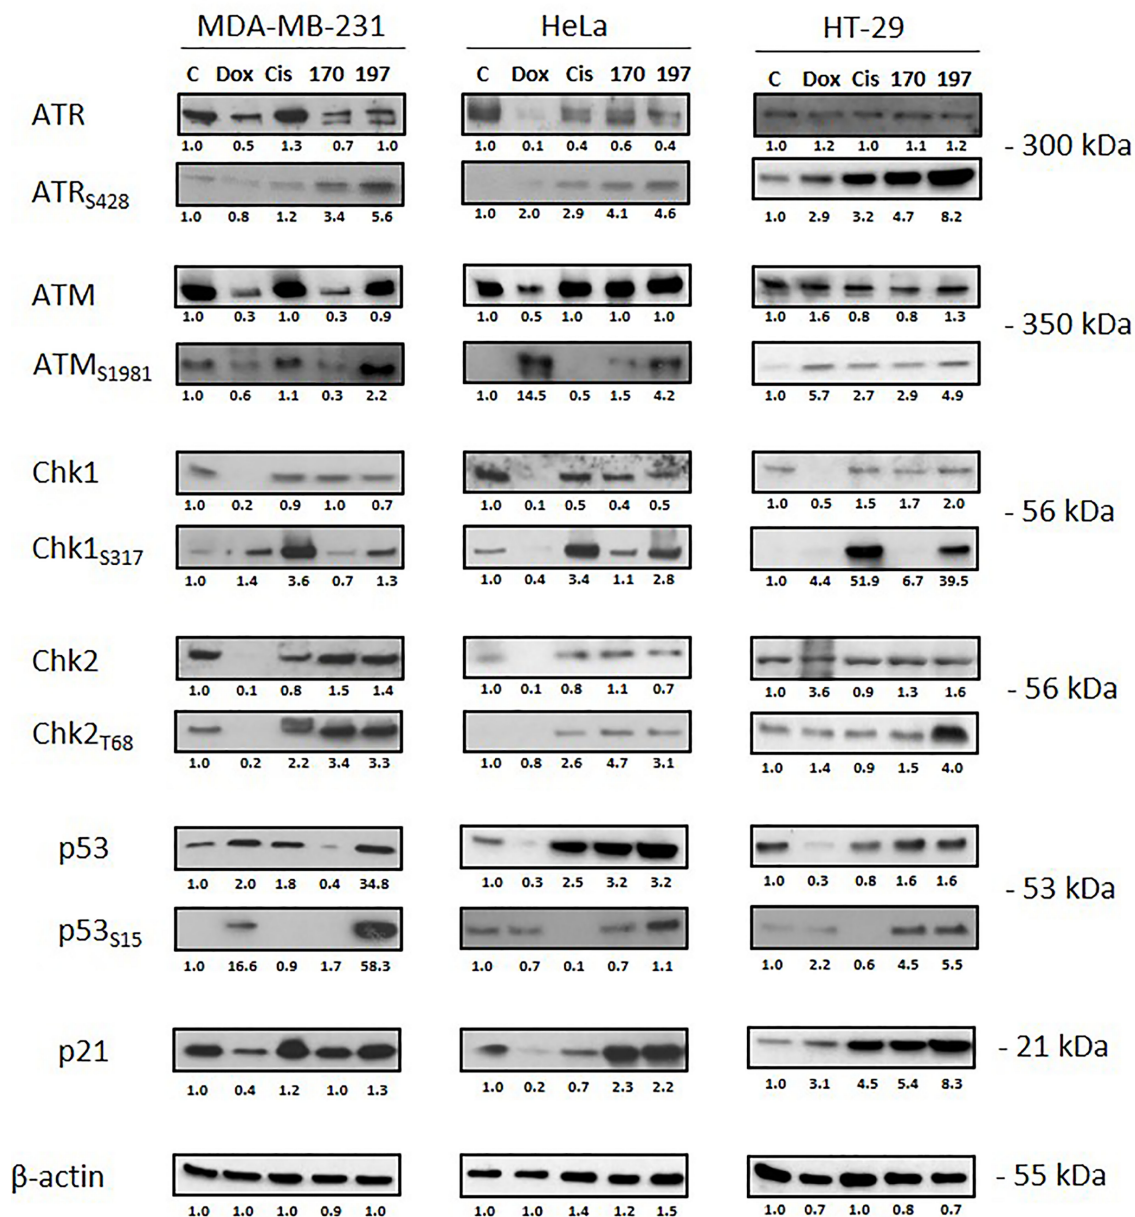 MDA-MB-231 HeLa HT-29
C Dox Cis 170 197 C Dox Cis 170 197 C Dox Cis 170 197
ATR
1.0 0.5 1.3 0.7 1.0 1.0 0.1 0.4 0.6 0.4 1.0 1.2 1.0 1.1 1.2
- 300 kDa
ATRS428
1.0 0.8 1.2 3.4 5.6 1.0 2.0 2.9 4.1 4.6 1.0 2.9 3.2 4.7 8.2
ATM
1.0 0.3 1.0 0.3 0.9 1.0 0.5 1.0 1.0 1.0 1.0 1.6 0.8 0.8 1.3
- 350 kDa
ATMS1981
1.0 0.6 1.1 0.3 2.2 1.0 14.5 0.5 1.5 4.2 1.0 5.7 2.7 2.9 4.9
Chk1
1.0 0.2 0.9 1.0 0.7 1.0 0.1 0.5 0.4 0.5 1.0 0.5 1.5 1.7 2.0
- 56 kDa
Chk1S317
1.0 1.4 3.6 0.7 1.3 1.0 0.4 3.4 1.1 2.8 1.0 4.4 51.9 6.7 39.5
Chk2
1.0 0.1 0.8 1.5 1.4 1.0 0.1 0.8 1.1 0.7 1.0 3.6 0.9 1.3 1.6
- 56 kDa
Chk2T68
1.0 0.2 2.2 3.4 3.3 1.0 0.8 2.6 4.7 3.1 1.0 1.4 0.9 1.5 4.0
p53
1.0 2.0 1.8 0.4 34.8 1.0 0.3 2.5 3.2 3.2 1.0 0.3 0.8 1.6 1.6
- 53 kDa
p53S15
1.0 16.6 0.9 1.7 58.3 1.0 0.7 0.1 0.7 1.1 1.0 2.2 0.6 4.5 5.5
p21 - 21 kDa
1.0 0.4 1.2 1.0 1.3 1.0 0.2 0.7 2.3 2.2 1.0 3.1 4.5 5.4 8.3
β-actin - 55 kDa
1.0 1.0 1.0 0.9 1.0 1.0 1.0 1.4 1.2 1.5 1.0 0.7 1.0 0.8 0.7